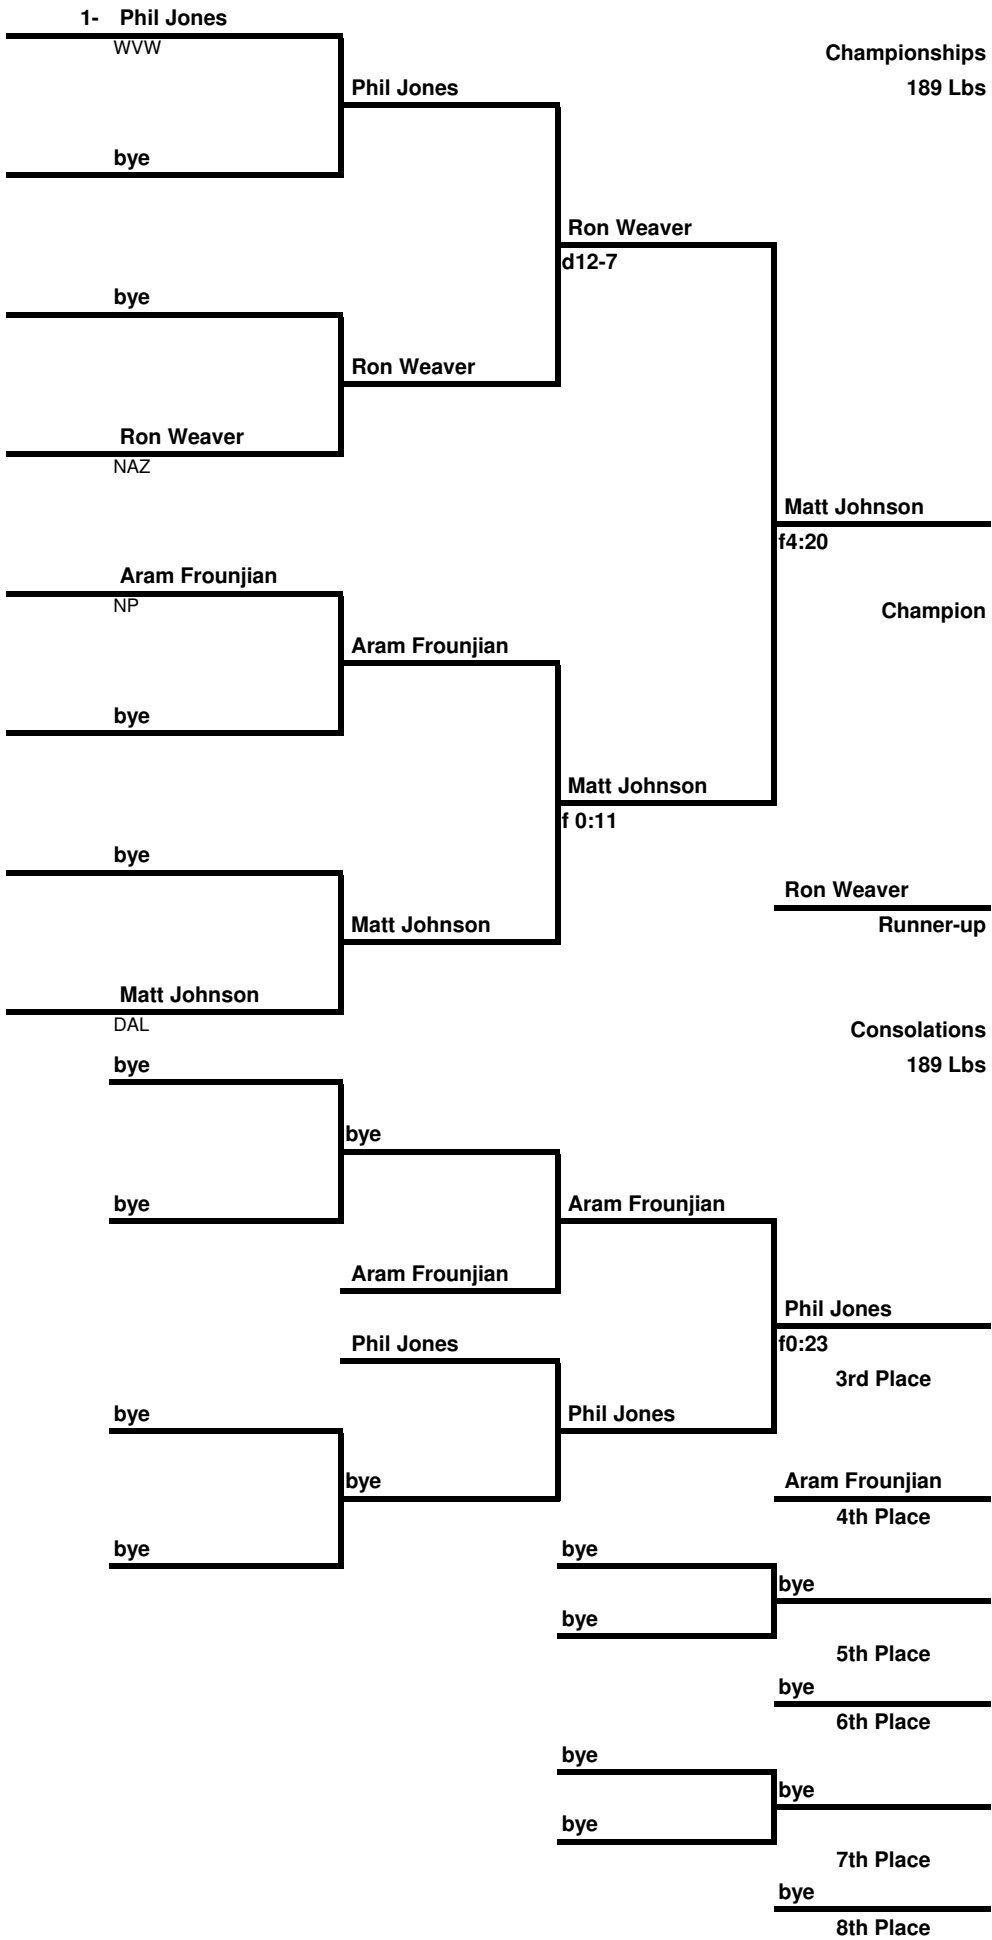 1- Phil Jones
WVW
Championships
Phil Jones
189 Lbs
bye
Ron Weaver
d12-7
bye
Ron Weaver
Ron Weaver
NAZ
Matt Johnson
f4:20
Aram Frounjian
NP
Champion
Aram Frounjian
bye
Matt Johnson
f 0:11
bye
Ron Weaver
Matt Johnson
Runner-up
Matt Johnson
DAL
Consolations
bye
189 Lbs
bye
bye
Aram Frounjian
Aram Frounjian
Phil Jones
Phil Jones
f0:23
3rd Place
bye
Phil Jones
bye
Aram Frounjian
4th Place
bye
bye
bye
bye
5th Place
bye
6th Place
bye
bye
bye
7th Place
bye
8th Place